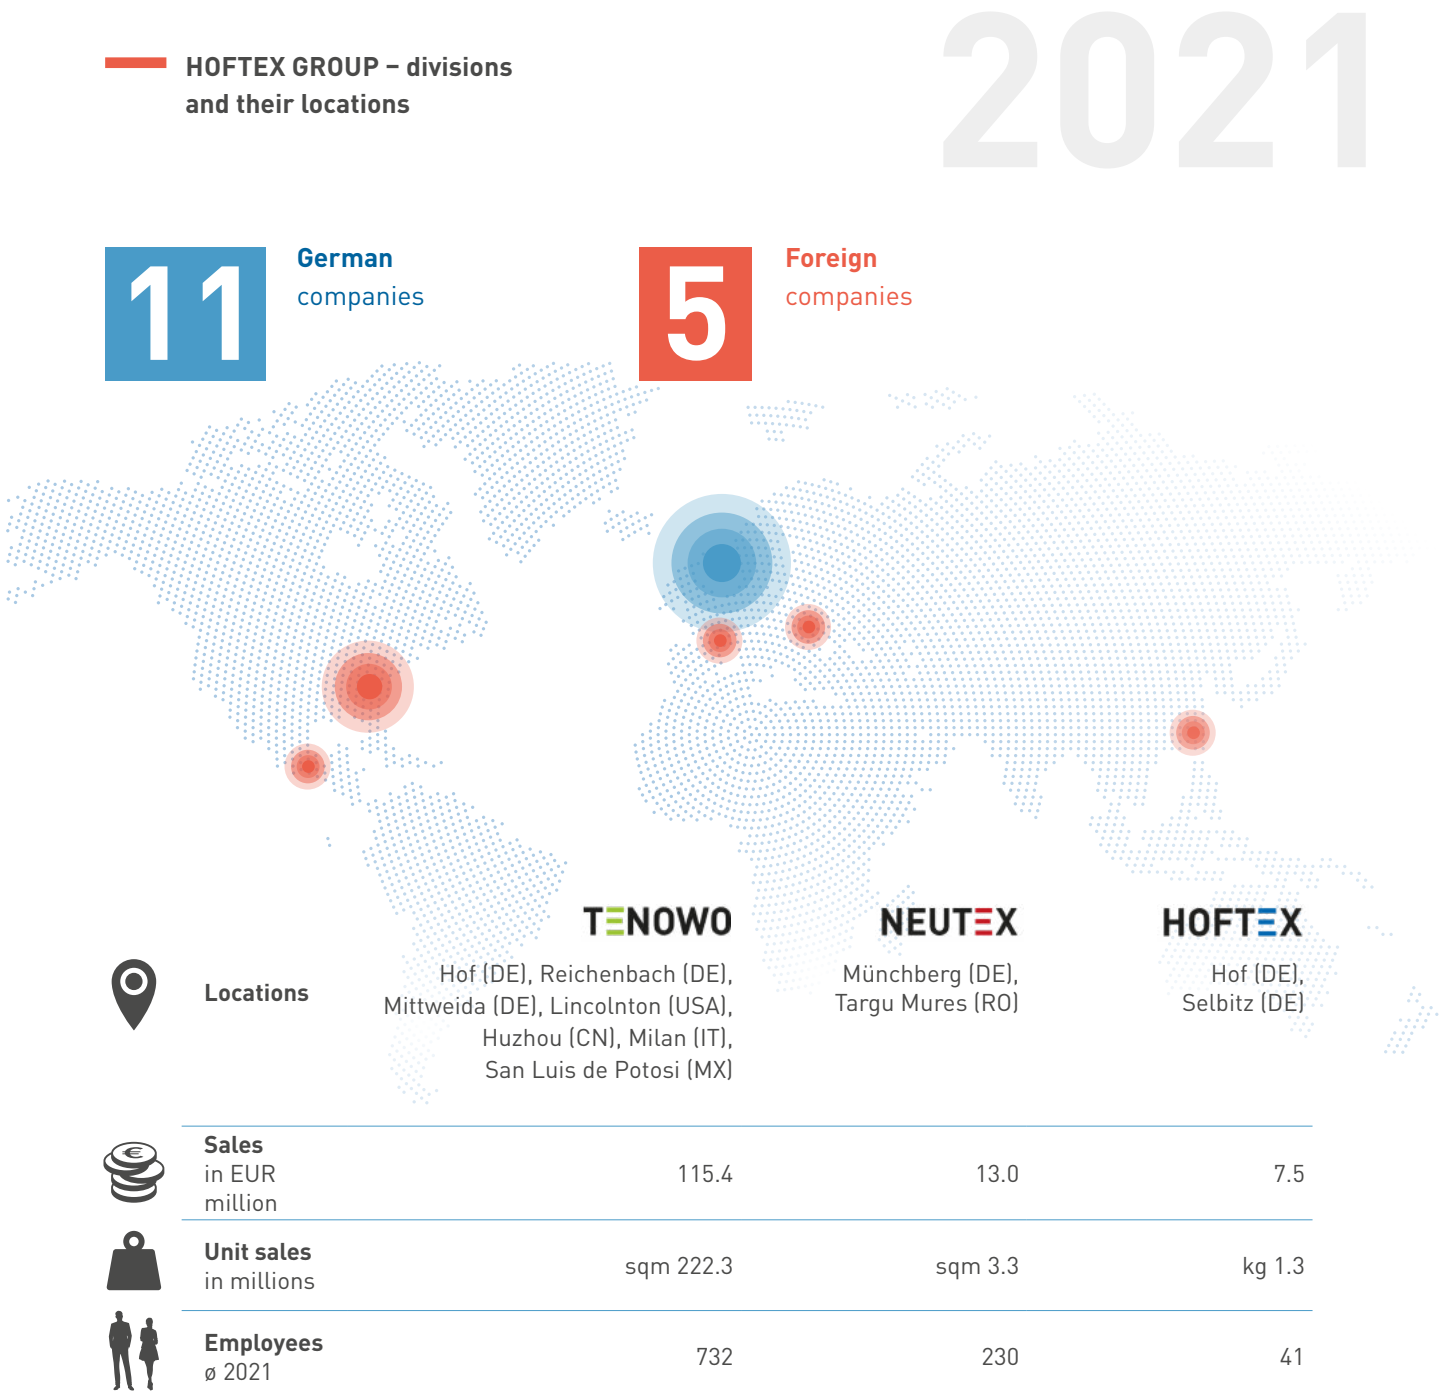 2021
HOFTEX GROUP – divisions
and their locations
11
German
companies
5
Foreign
companies
TENOWO
NEUTEX
HOFTEX
Locations
Hof (DE), Reichenbach (DE),
Mittweida (DE), Lincolnton (USA),
Huzhou (CN), Milan (IT),
San Luis de Potosi (MX)
Münchberg (DE),
Targu Mures (RO)
Hof (DE),
Selbitz (DE)
€
Sales
in EUR
million
115.4
13.0
7.5
Unit sales
in millions
sqm 222.3
sqm 3.3
kg 1.3
Employees
ø 2021
732
230
41